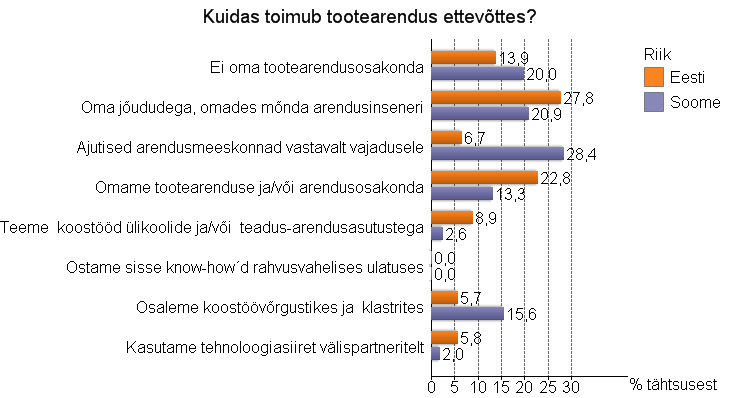 Kuidas toimub tootearendus ettevõttes?
Riik
Eesti
Soome
Ei oma tootearendusosakonda
13,9
20,0
Oma jõududega, omades mõnda arendusinseneri
27,8
20,9
Ajutised arendusmeeskonnad vastavalt vajadusele
6,7
28,4
Omame tootearenduse ja/või arendusosakonda
22,8
13,3
Teeme koostööd ülikoolide ja/või teadus-arendusasutustega
8,9
2,6
Ostame sisse know-how´d rahvusvahelises ulatuses
0,0
0,0
Osaleme koostöövõrgustikes ja klastrites
5,7
15,6
Kasutame tehnoloogiasiiret välispartneritelt
5,8
2,0
0 5 10 15 20 25 30
% tähtsusest